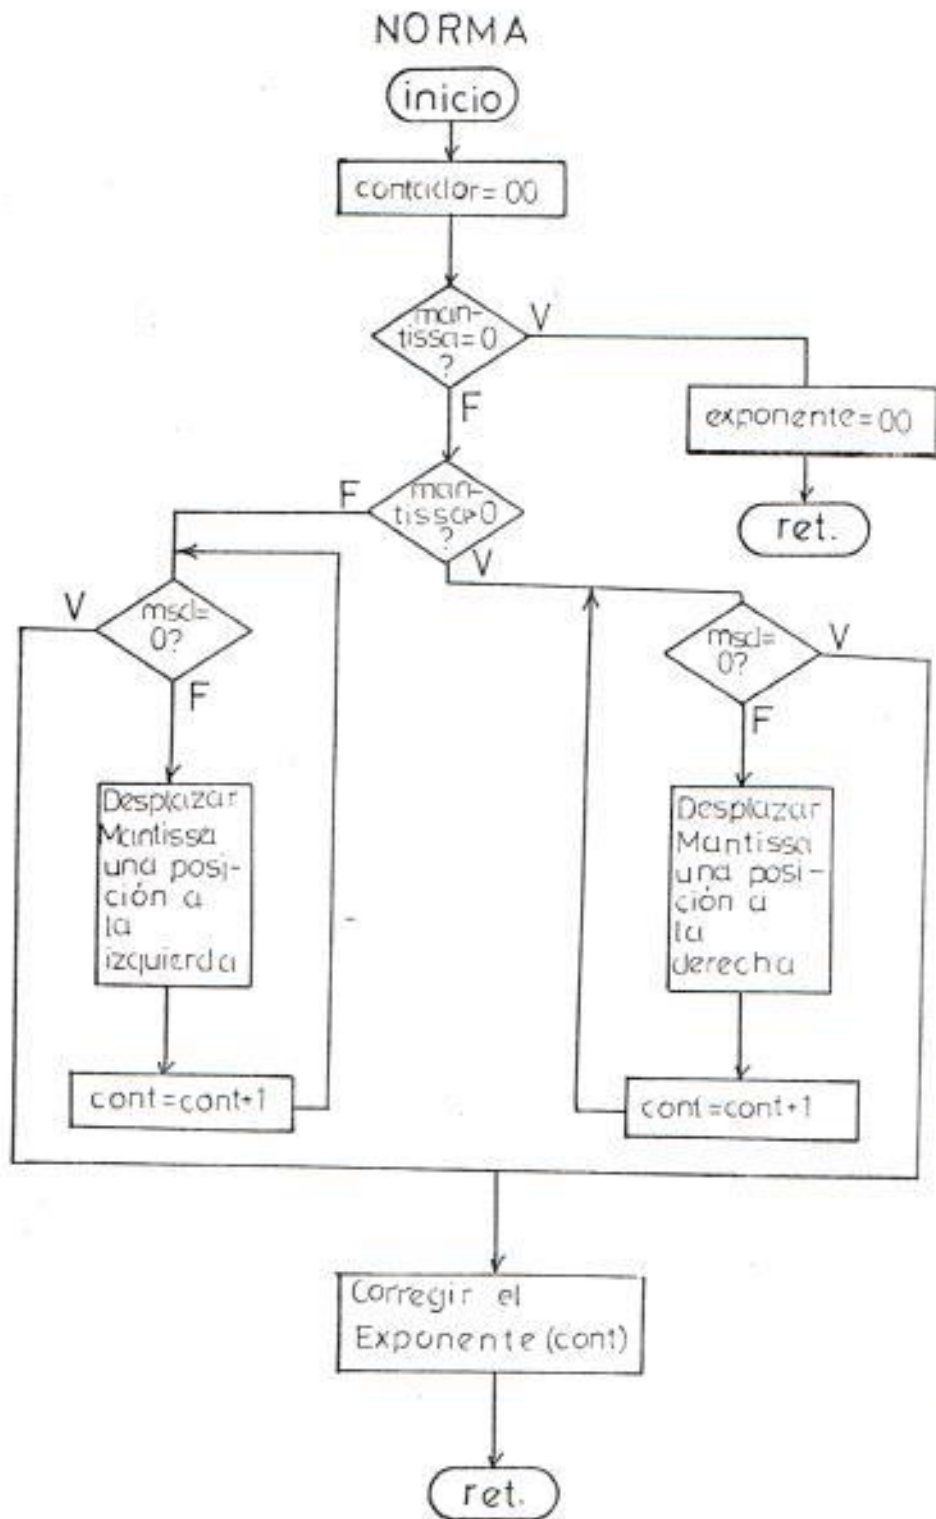 NORMA
inicio
contador=00
man-
tissa=0
?
V
F
exponente=00
ret.
man-
tissa>0
?
F
V
msd=
0?
V
F
msd=
0?
V
F
Desplazar
Mantissa
una posi-
ción a
la
izquierda
Desplazar
Mantissa
una posi-
ción a
la
derecha
cont=cont+1
cont=cont+1
Corregir el
Exponente (cont)
ret.